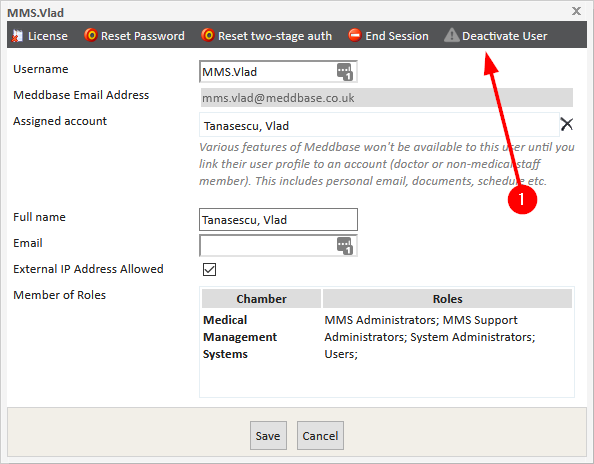 MMS.Vlad
License Reset Password Reset two-stage auth End Session Deactivate User
Username MMS.Vlad 1
Meddbase Email Address mms.vlad@meddbase.co.uk
Assigned account Tanasescu, Vlad
Various features of Meddbase won't be available to this user until you
link their user profile to an account (doctor or non-medical staff
member). This includes personal email, documents, schedule etc.
1
Full name Tanasescu, Vlad
Email 1
External IP Address Allowed
Member of Roles
Chamber Roles
Medical MMS Administrators; MMS Support
Management Administrators; System Administrators;
Systems Users;
Save Cancel